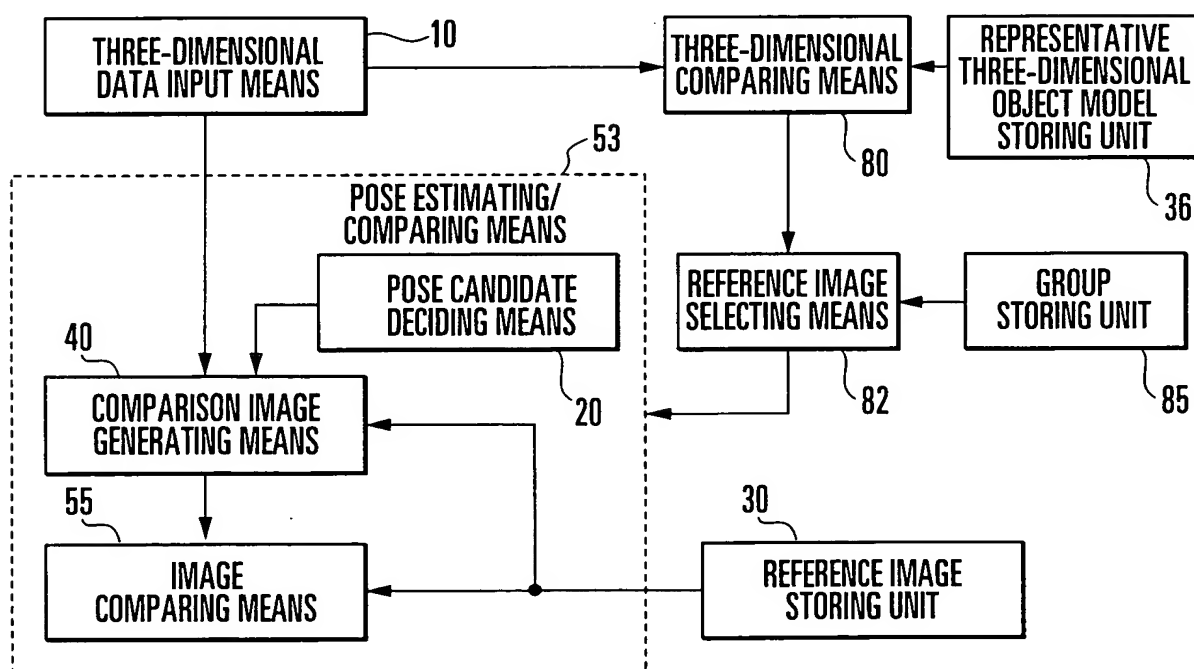 10
THREE-DIMENSIONAL
DATA INPUT MEANS
THREE-DIMENSIONAL
COMPARING MEANS
80
REPRESENTATIVE
THREE-DIMENSIONAL
OBJECT MODEL
STORING UNIT
36
53
POSE ESTIMATING/
COMPARING MEANS
POSE CANDIDATE
DECIDING MEANS
20
REFERENCE IMAGE
SELECTING MEANS
82
GROUP
STORING UNIT
85
40
COMPARISON IMAGE
GENERATING MEANS
55
IMAGE
COMPARING MEANS
30
REFERENCE IMAGE
STORING UNIT